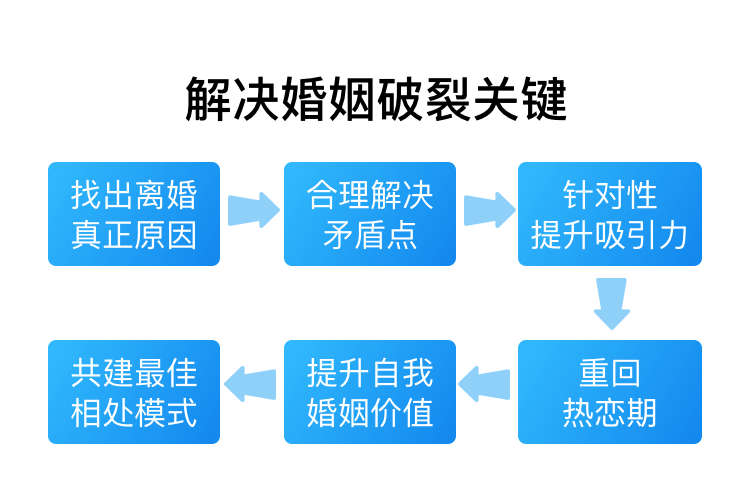 解决婚姻破裂关键
找出离婚
真正原因
合理解决
矛盾点
针对性
提升吸引力
重回
热恋期
提升自我
婚姻价值
共建最佳
相处模式